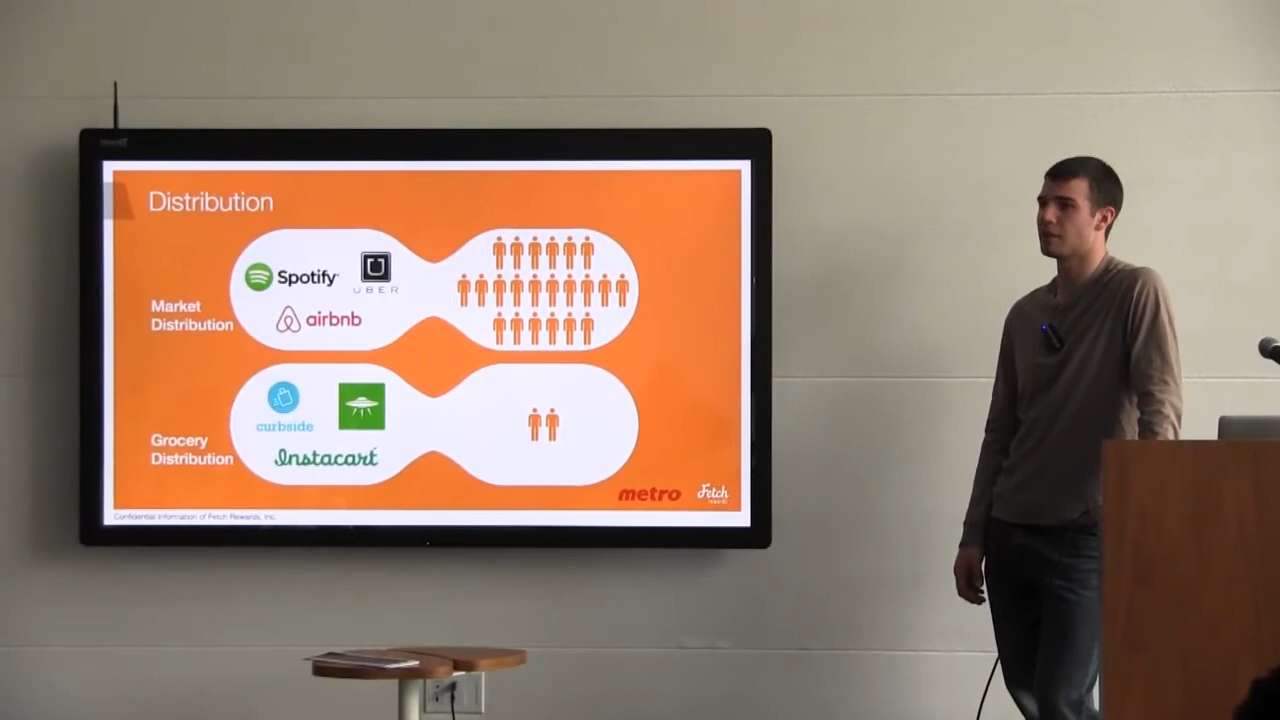 Distribution
Spotify
UBER
airbnb
Market
Distribution
curbside
Instacart
Grocery
Distribution
metro
Fetch
Confidential Information of Fetch Rewards, Inc.